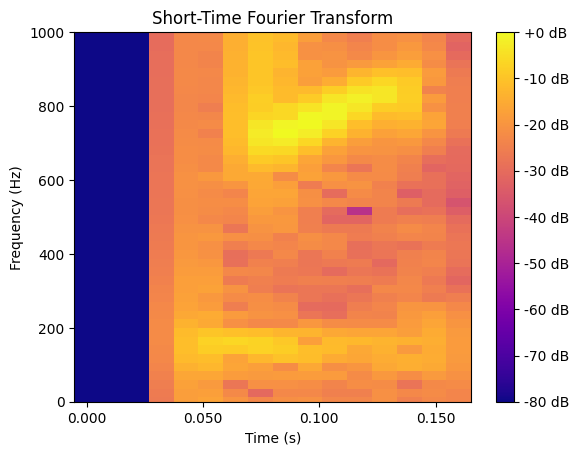 Short-Time Fourier Transform
1000
800
600
400
200
0
Frequency (Hz)
0.000
0.050
0.100
0.150
Time (s)
+0 dB
-10 dB
-20 dB
-30 dB
-40 dB
-50 dB
-60 dB
-70 dB
-80 dB